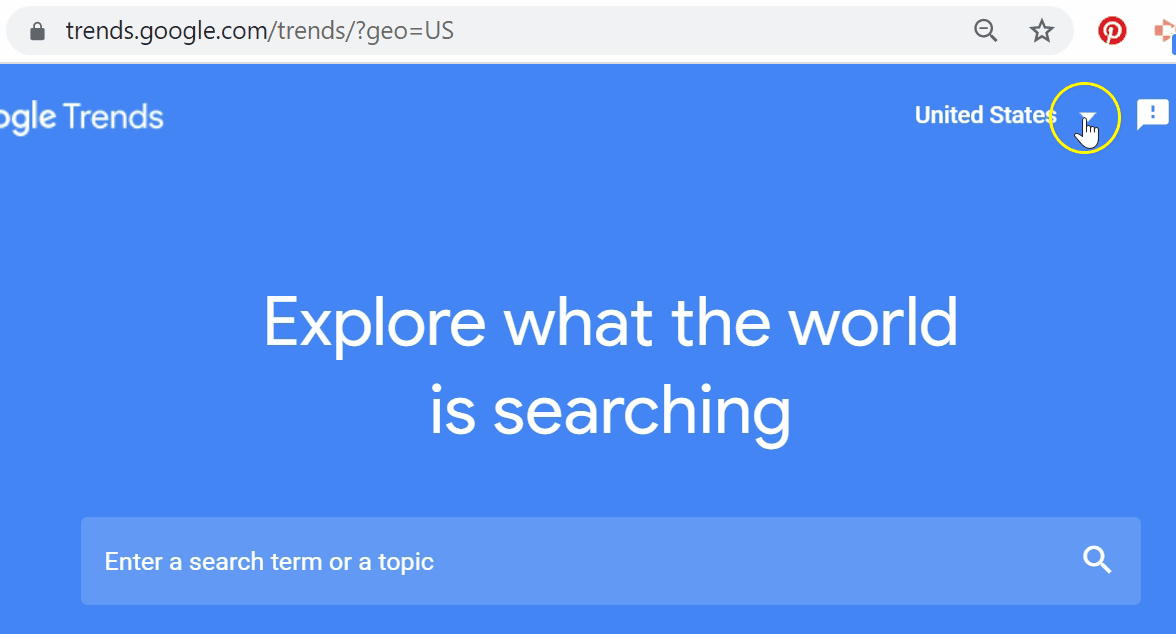 trends.google.com/trends/?geo=US
ogle Trends
United States
Explore what the world
is searching
Enter a search term or a topic